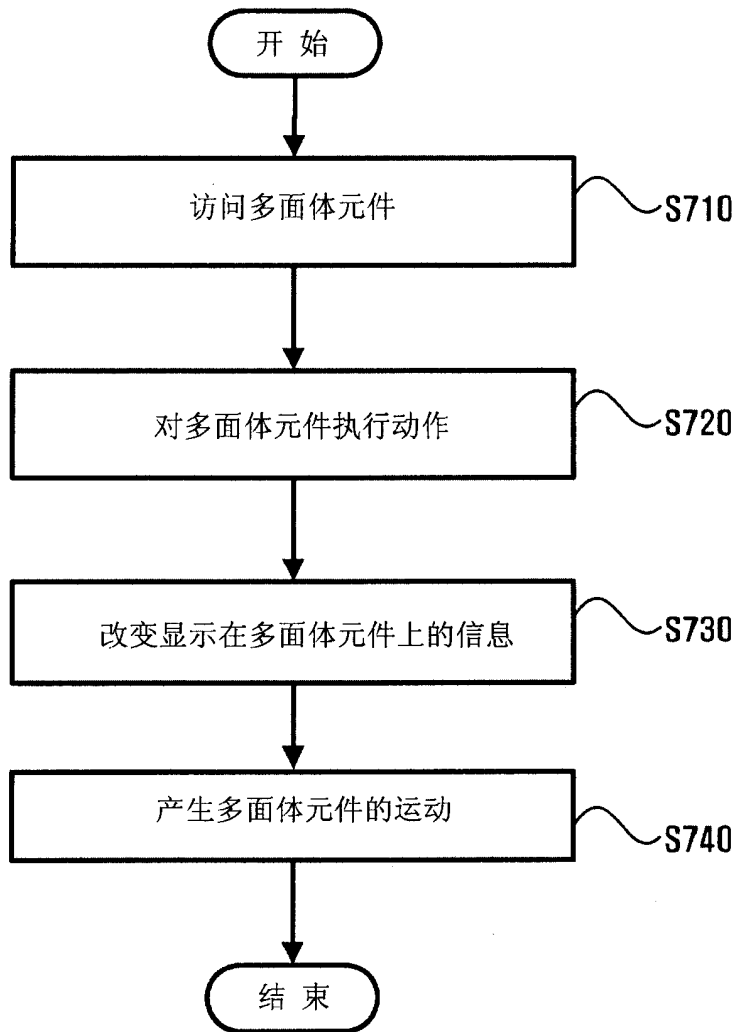 开 始
访问多面体元件
S710
对多面体元件执行动作
S720
改变显示在多面体元件上的信息
S730
产生多面体元件的运动
S740
结 束